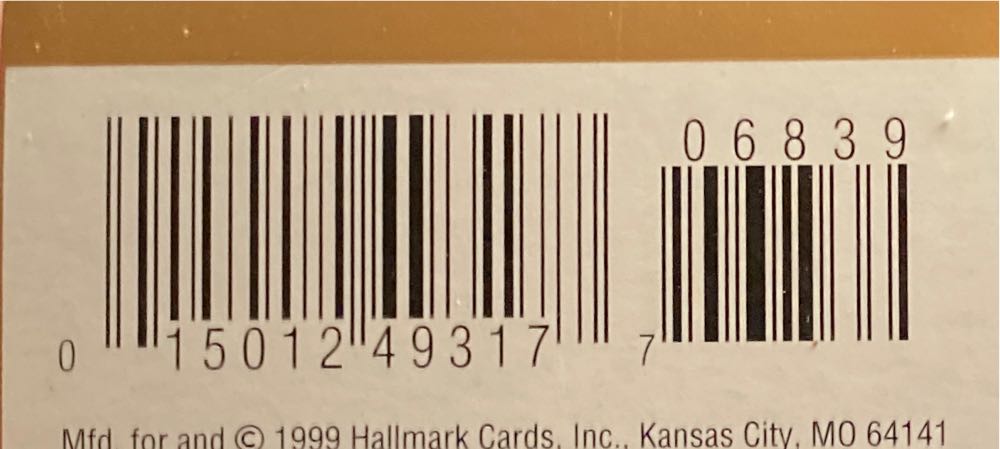 06839
0 15012 49317 7
Mfd. for and © 1999 Hallmark Cards, Inc., Kansas City, MO 64141